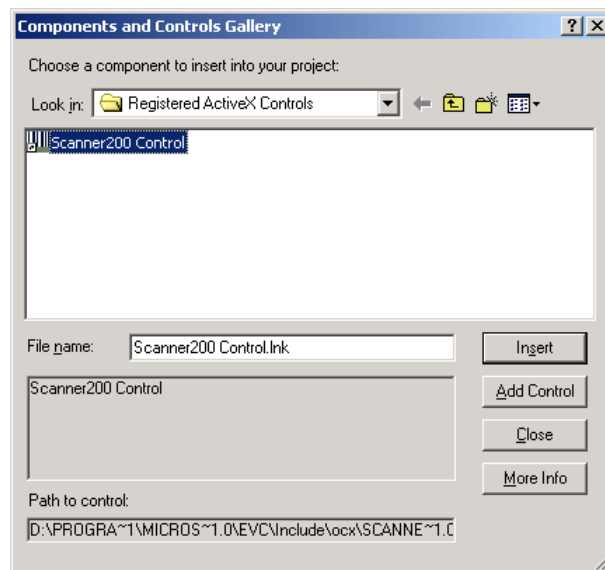 Components and Controls Gallery
Choose a component to insert into your project:
Look in: Registered ActiveX Controls
Scanner200 Control
File name: Scanner200 Control.lnk Insert
Scanner200 Control Add Control
Close
More Info
Path to control:
D:\PROGRA~1\MICROS~1.0\EVC\Include\ocx\SCANNE~1.0